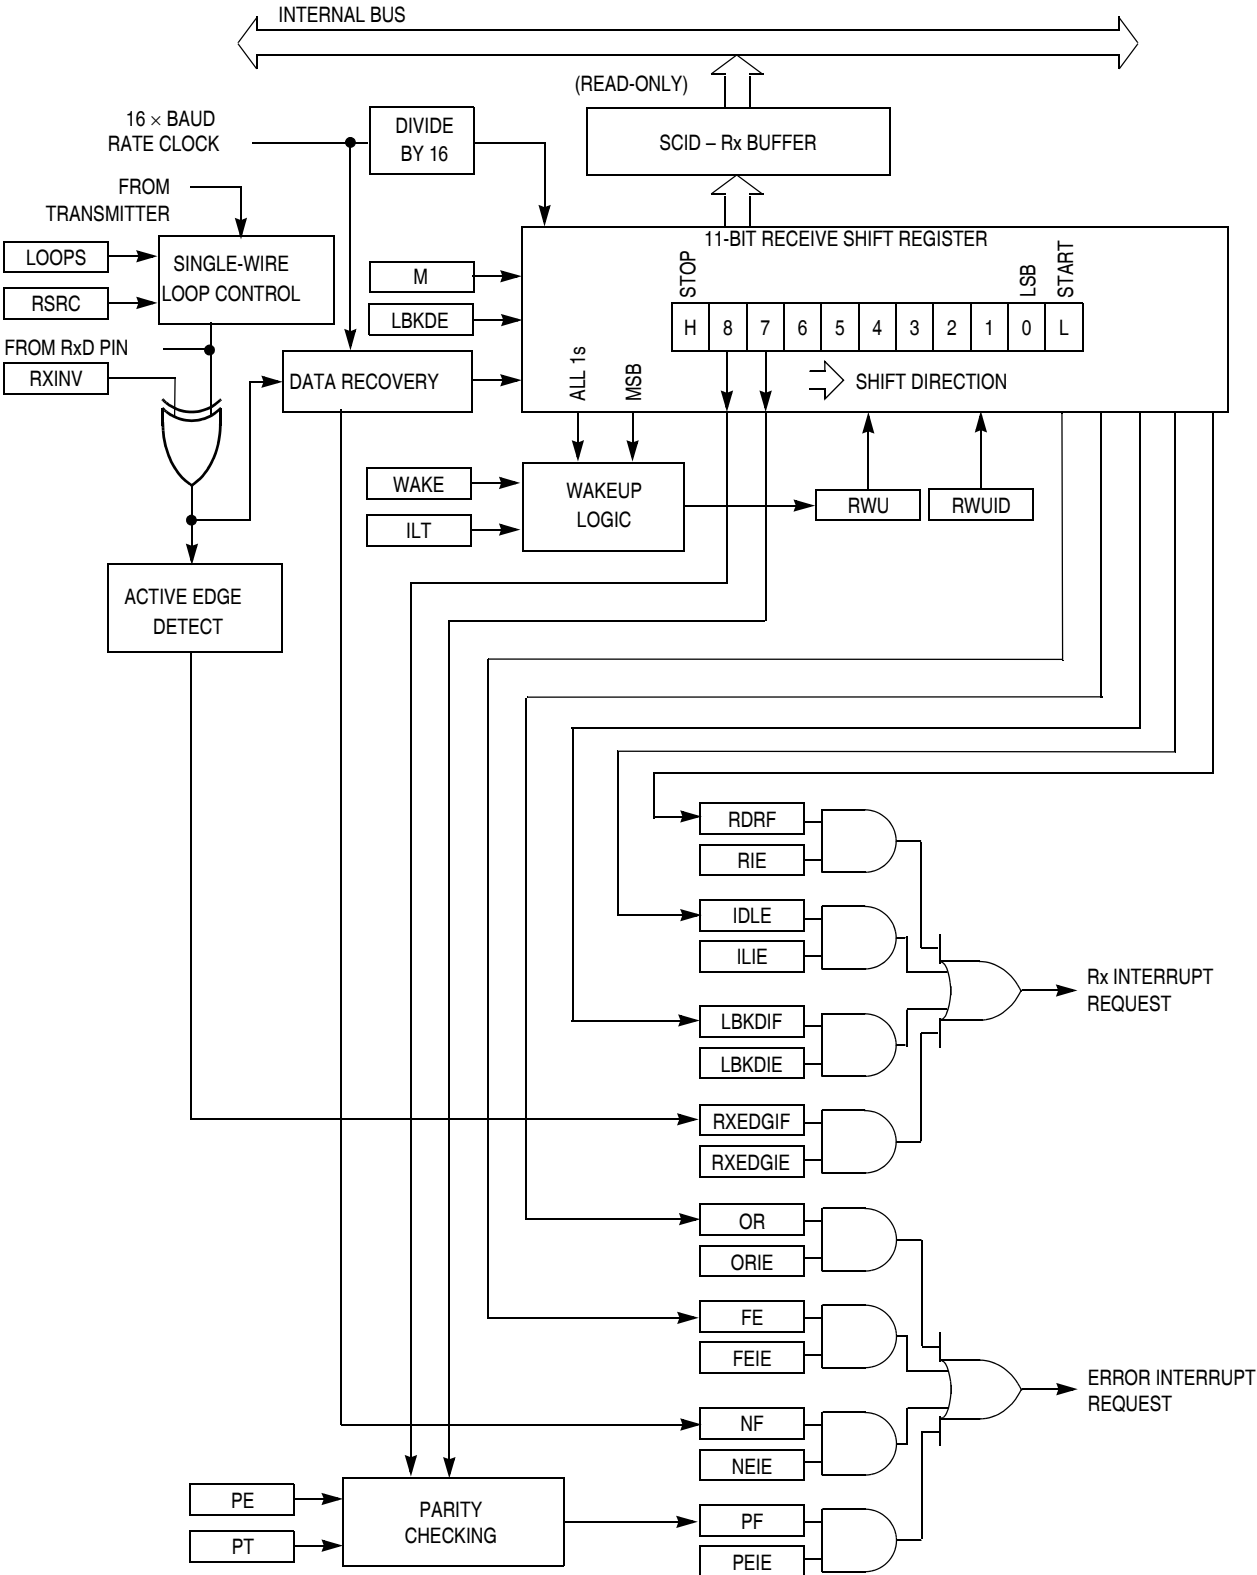 INTERNAL BUS
(READ-ONLY)
16 × BAUD
RATE CLOCK
DIVIDE
BY 16
SCID – Rx BUFFER
FROM
TRANSMITTER
11-BIT RECEIVE SHIFT REGISTER
LOOPS
SINGLE-WIRE
LOOP CONTROL
RSRC
M
LBKDE
STOP
LSB
START
H 8 7 6 5 4 3 2 1 0 L
FROM RxD PIN
RXINV
DATA RECOVERY
ALL 1s
MSB
SHIFT DIRECTION
WAKE
ILT
WAKEUP
LOGIC
RWU
RWUID
ACTIVE EDGE
DETECT
RDRF
RIE
IDLE
ILIE
Rx INTERRUPT
REQUEST
LBKDIF
LBKDIE
RXEDGIF
RXEDGIE
OR
ORIE
FE
FEIE
ERROR INTERRUPT
REQUEST
NF
NEIE
PE
PT
PARITY
CHECKING
PF
PEIE